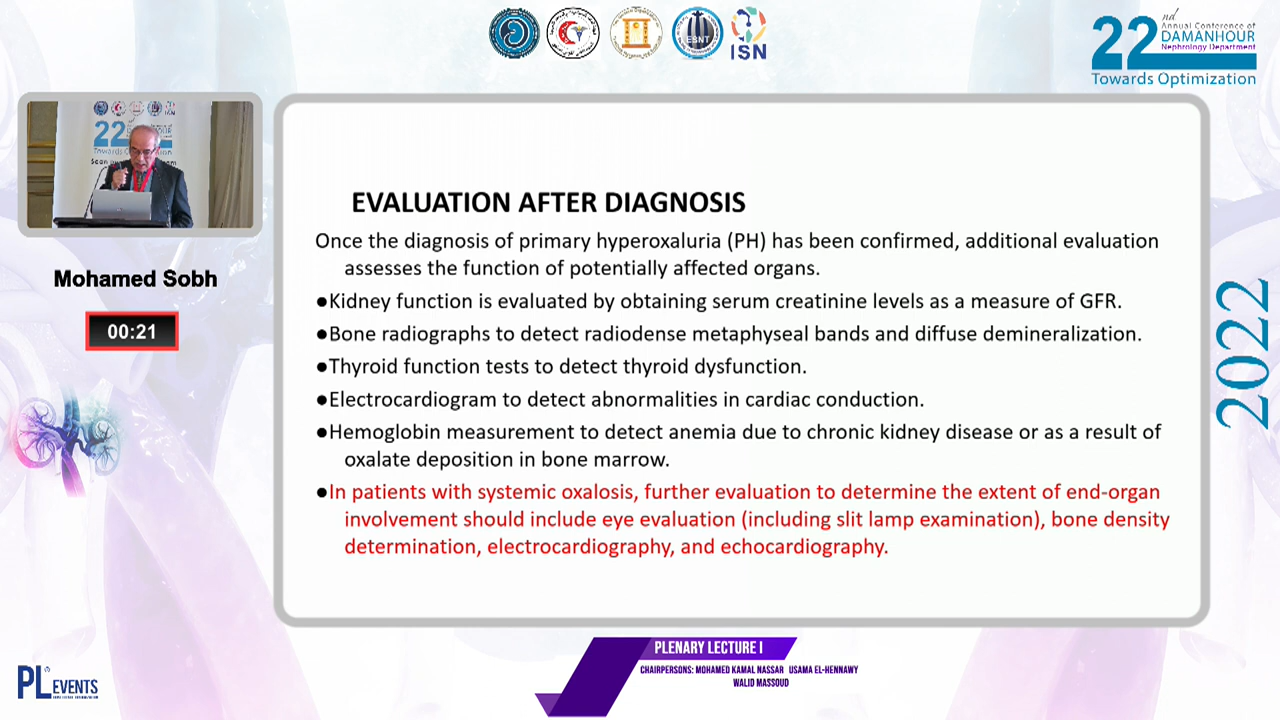 ESNT
ISN
22
nd
Annual Conference of
DAMANHOUR
Nephrology Department
Towards Optimization
22
Mohamed Sobh
00:21
EVALUATION AFTER DIAGNOSIS
Once the diagnosis of primary hyperoxaluria (PH) has been confirmed, additional evaluation
assesses the function of potentially affected organs.
●Kidney function is evaluated by obtaining serum creatinine levels as a measure of GFR.
●Bone radiographs to detect radiodense metaphyseal bands and diffuse demineralization.
●Thyroid function tests to detect thyroid dysfunction.
●Electrocardiogram to detect abnormalities in cardiac conduction.
●Hemoglobin measurement to detect anemia due to chronic kidney disease or as a result of
oxalate deposition in bone marrow.
●In patients with systemic oxalosis, further evaluation to determine the extent of end-organ
involvement should include eye evaluation (including slit lamp examination), bone density
determination, electrocardiography, and echocardiography.
2022
PLENARY LECTURE I
CHAIRPERSONS: MOHAMED KAMAL NASSAR USAMA EL-HENNAWY
WALID MASSOUD
PL EVENTS